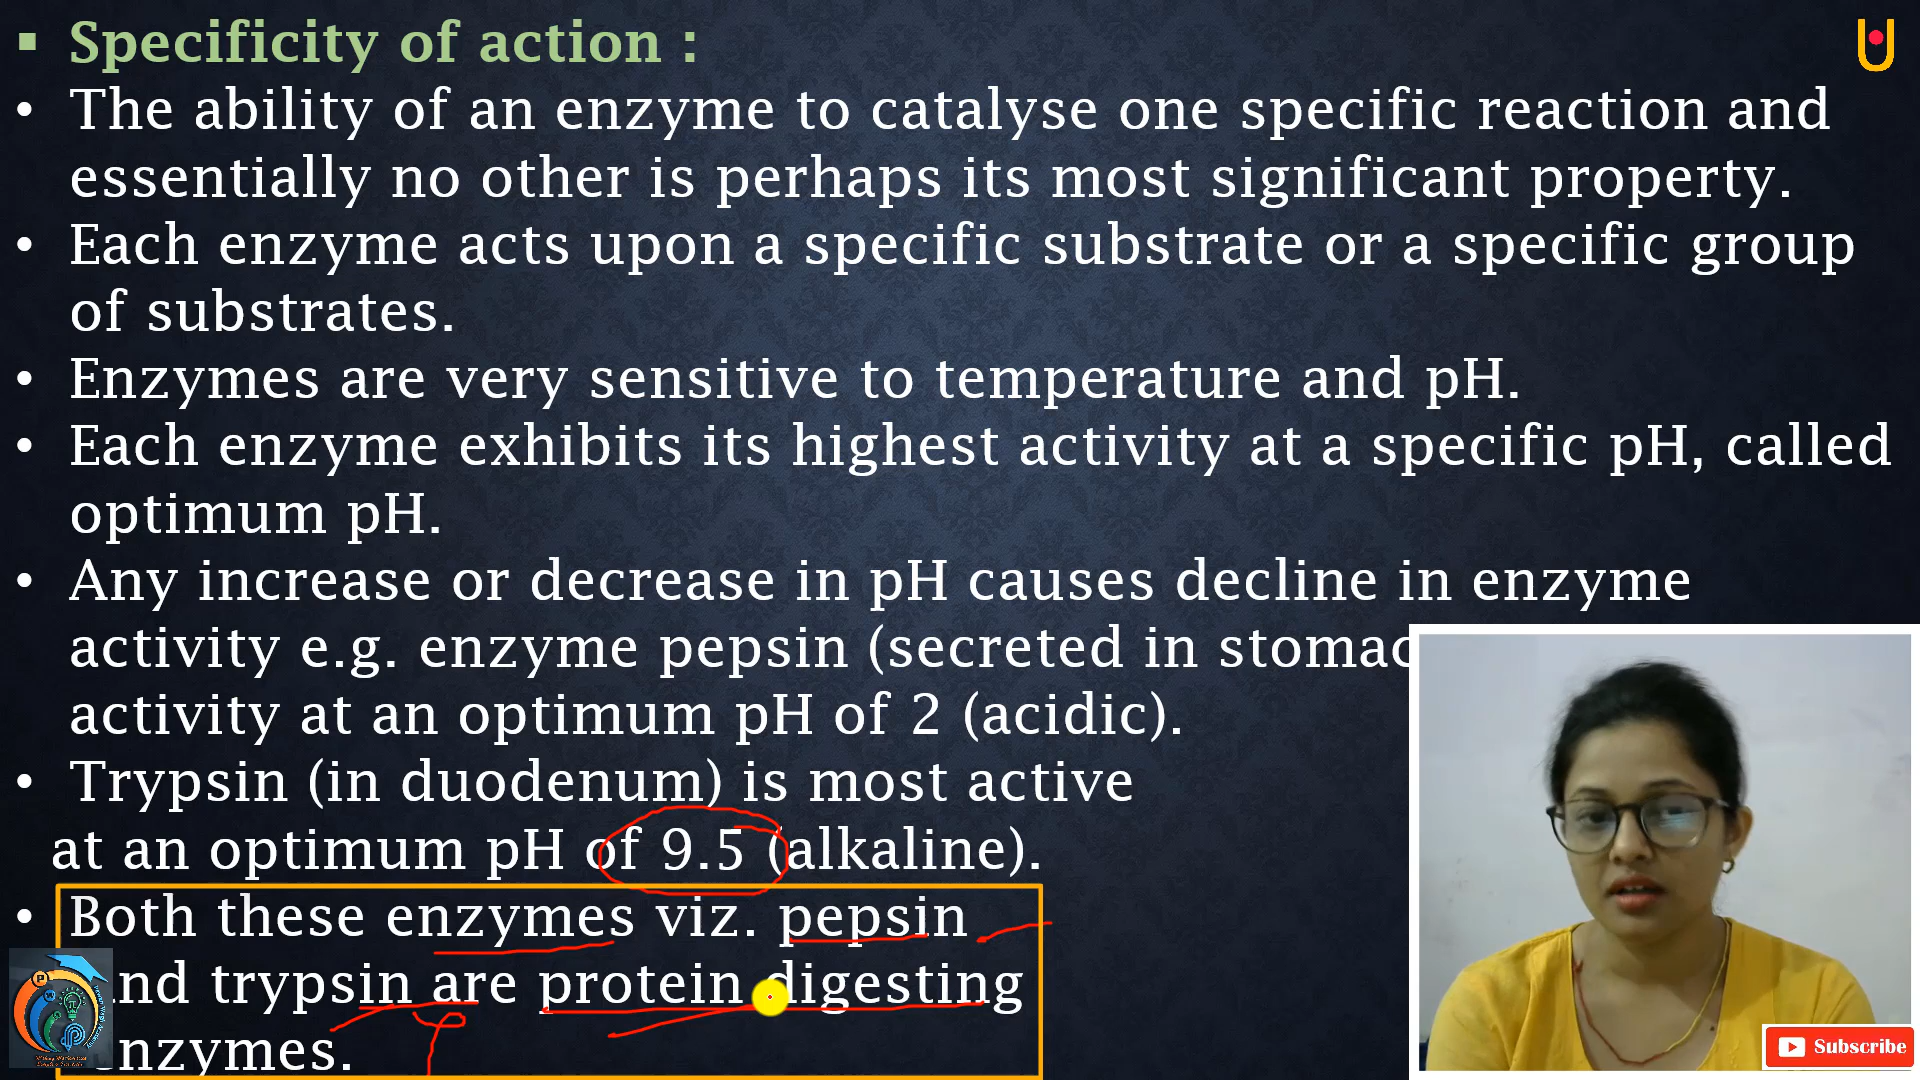 Specificity of action :
The ability of an enzyme to catalyse one specific reaction and
essentially no other is perhaps its most significant property.
Each enzyme acts upon a specific substrate or a specific group
of substrates.
Enzymes are very sensitive to temperature and pH.
Each enzyme exhibits its highest activity at a specific pH, called
optimum pH.
Any increase or decrease in pH causes decline in enzyme
activity e.g. enzyme pepsin (secreted in
activity at an optimum pH of 2 (acidic).
Trypsin (in duodenum) is most active
at an optimum pH of 9.5 (alkaline).
Both these enzymes viz. pepsin
trypsin are protein digesting
Subscribe